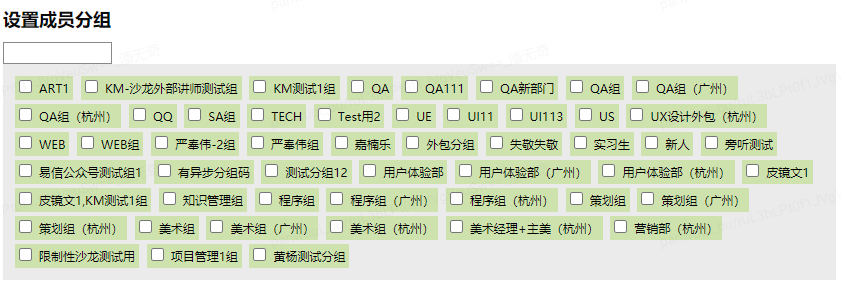 设置成员分组
ART1 KM-沙龙外部讲师测试组 KM测试1组 QA QA111 QA新部门 QA组 QA组（广州）
QA组（杭州） QQ SA组 TECH Test用2 UE UI11 UI113 US UX设计外包（杭州）
WEB WEB组 严奉伟-2组 严奉伟组 嘉楠乐 外包分组 失敬失敬 实习生 新人 旁听测试
易信公众号测试组1 有异步分组码 测试分组12 用户体验部 用户体验部（广州） 用户体验部（杭州） 皮镜文1
皮镜文1,KM测试1组 知识管理组 程序组 程序组（广州） 程序组（杭州） 策划组 策划组（广州）
策划组（杭州） 美术组 美术组（广州） 美术组（杭州） 美术经理+主美（杭州） 营销部（杭州）
限制性沙龙测试用 项目管理1组 黄杨测试分组